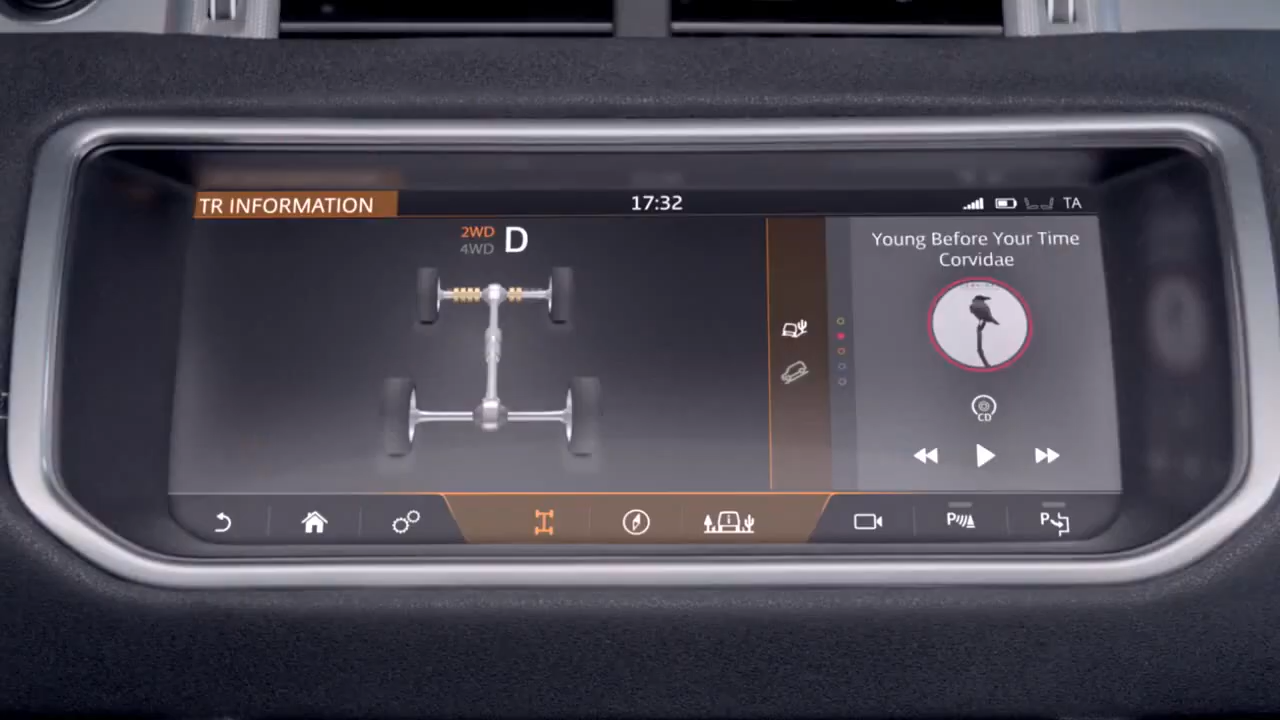 TR INFORMATION
17:32
TA
2WD
4WD
D
Young Before Your Time
Corvidae
CD
P
P